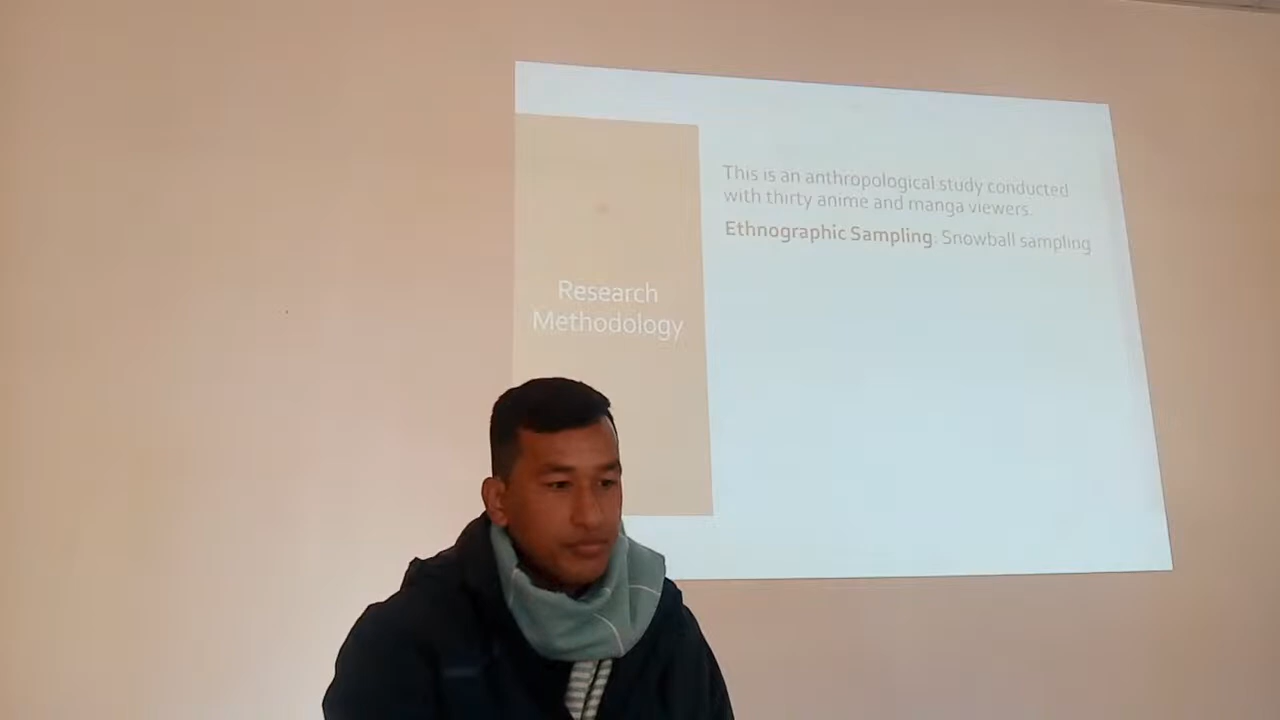 Research
Methodology
This is an anthropological study conducted
with thirty anime and manga viewers.
Ethnographic Sampling: Snowball sampling